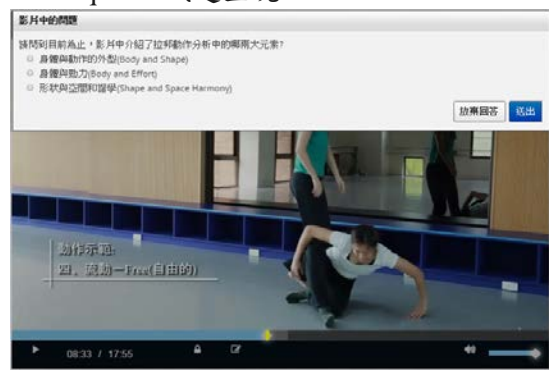 影片中的問題
請問到目前為止，影片中介紹了拉邦動作分析中的哪兩大元素?
身體與動作的外型(Body and Shape)
身體與勁力(Body and Effort)
形狀與空間和諧學(Shape and Space Harmony)
放棄回答 送出
動作示範:
四、流動－Free(自由的)
08:33 / 17:55